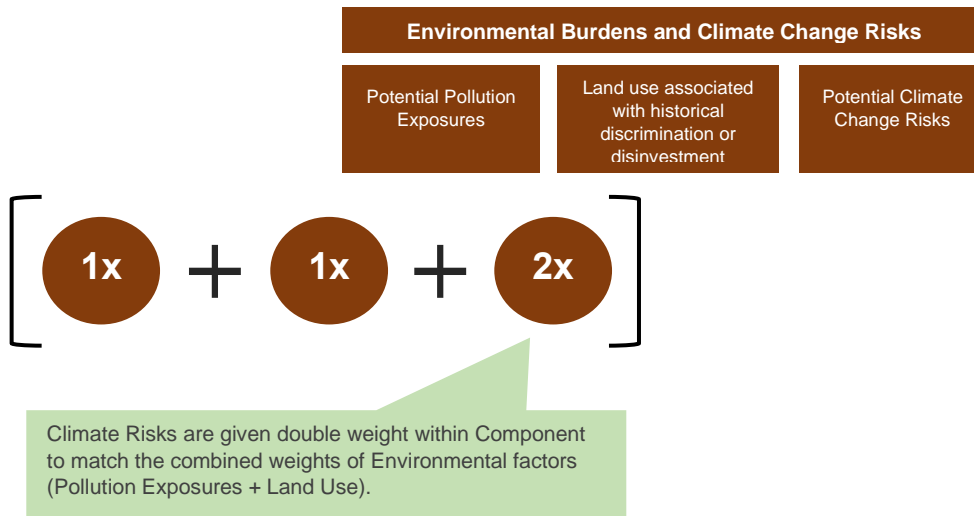 Environmental Burdens and Climate Change Risks
Potential Pollution
Exposures
Land use associated
with historical
discrimination or
disinvestment
Potential Climate
Change Risks
1x + 1x + 2x
Climate Risks are given double weight within Component
to match the combined weights of Environmental factors
(Pollution Exposures + Land Use).